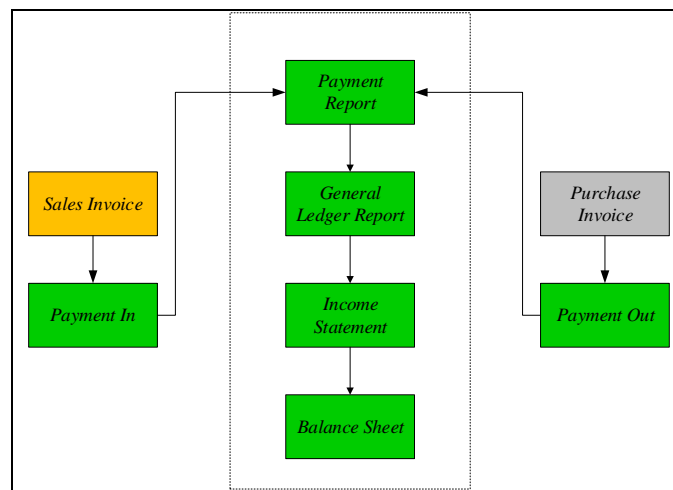 Payment
Report
Sales Invoice
General
Ledger Report
Purchase
Invoice
Payment In
Income
Statement
Payment Out
Balance Sheet